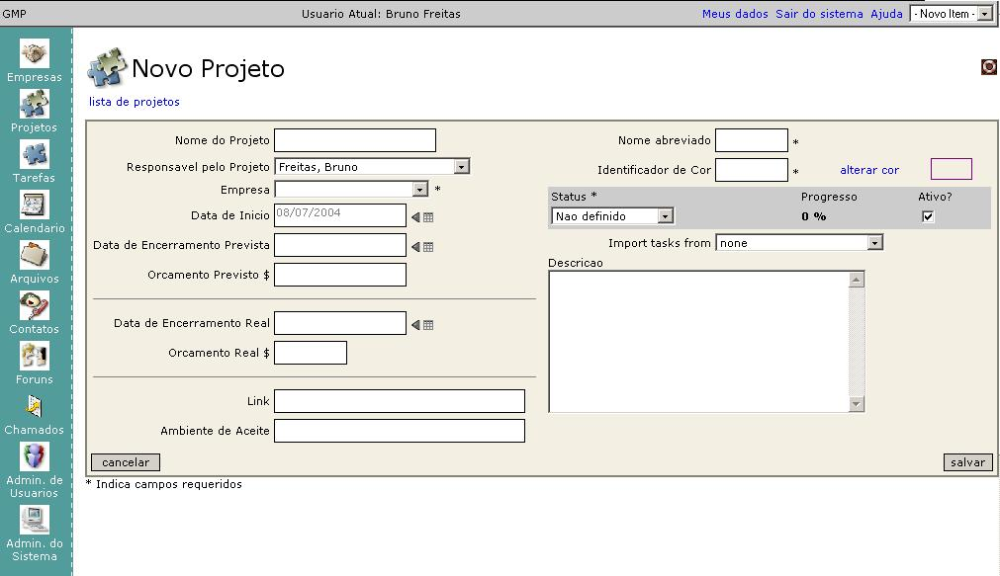 GMP
Usuario Atual: Bruno Freitas
Meus dados Sair do sistema Ajuda - Novo Item -
Empresas
Projetos
Tarefas
Calendario
Arquivos
Contatos
Foruns
Chamados
Admin. de
Usuarios
Admin. do
Sistema
Novo Projeto
lista de projetos
Nome do Projeto
Responsavel pelo Projeto Freitas, Bruno
Empresa *
Data de Inicio 08/07/2004
Data de Encerramento Prevista
Orcamento Previsto $
Data de Encerramento Real
Orcamento Real $
Link
Ambiente de Aceite
cancelar
Nome abreviado *
Identificador de Cor * alterar cor
Status * Progresso Ativo?
Nao definido 0 %
Import tasks from none
Descricao
salvar
* Indica campos requeridos